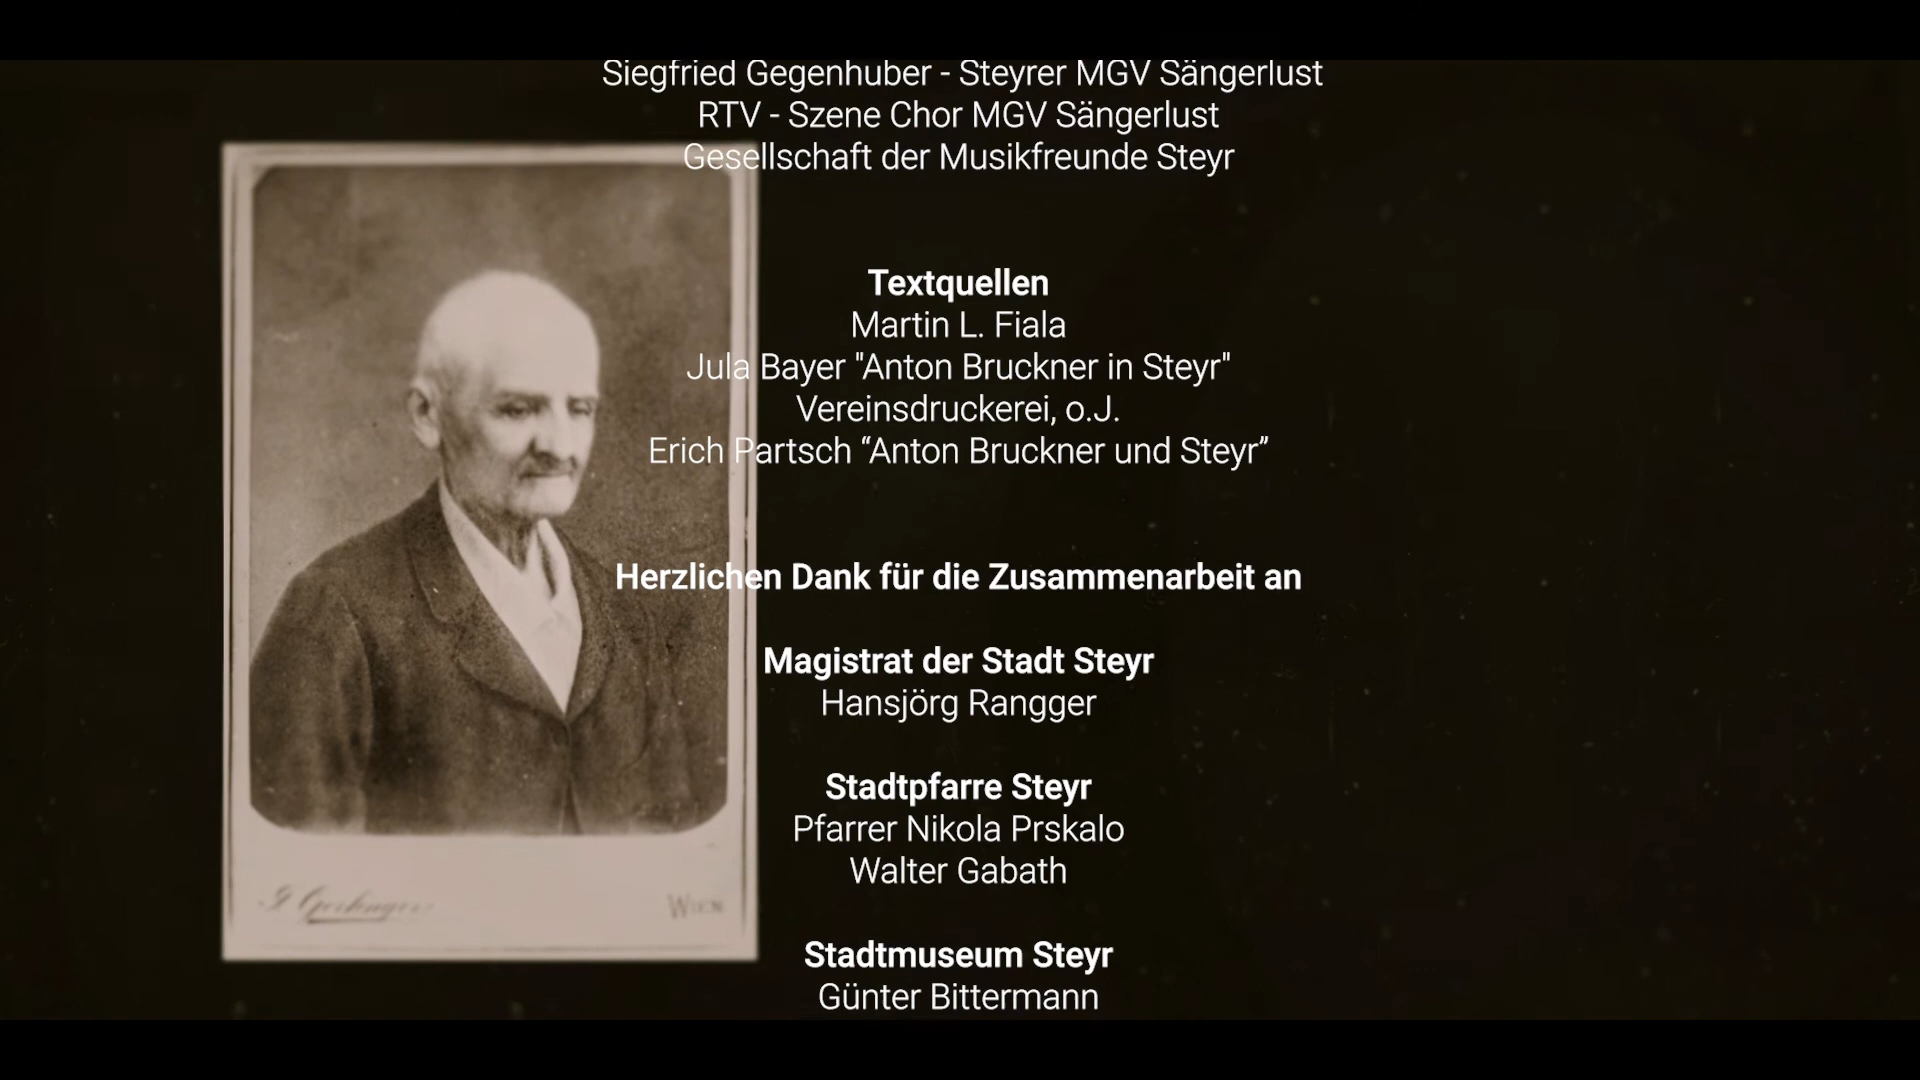 Siegfried Gegenhuber - Steyrer MGV Sängerlust
RTV - Szene Chor MGV Sängerlust
Gesellschaft der Musikfreunde Steyr
Textquellen
Martin L. Fiala
Jula Bayer "Anton Bruckner in Steyr"
Vereinsdruckerei, o.J.
Erich Partsch “Anton Bruckner und Steyr”
Herzlichen Dank für die Zusammenarbeit an
Magistrat der Stadt Steyr
Hansjörg Rangger
Stadtpfarre Steyr
Pfarrer Nikola Prskalo
Walter Gabath
Stadtmuseum Steyr
Günter Bittermann
WIEN